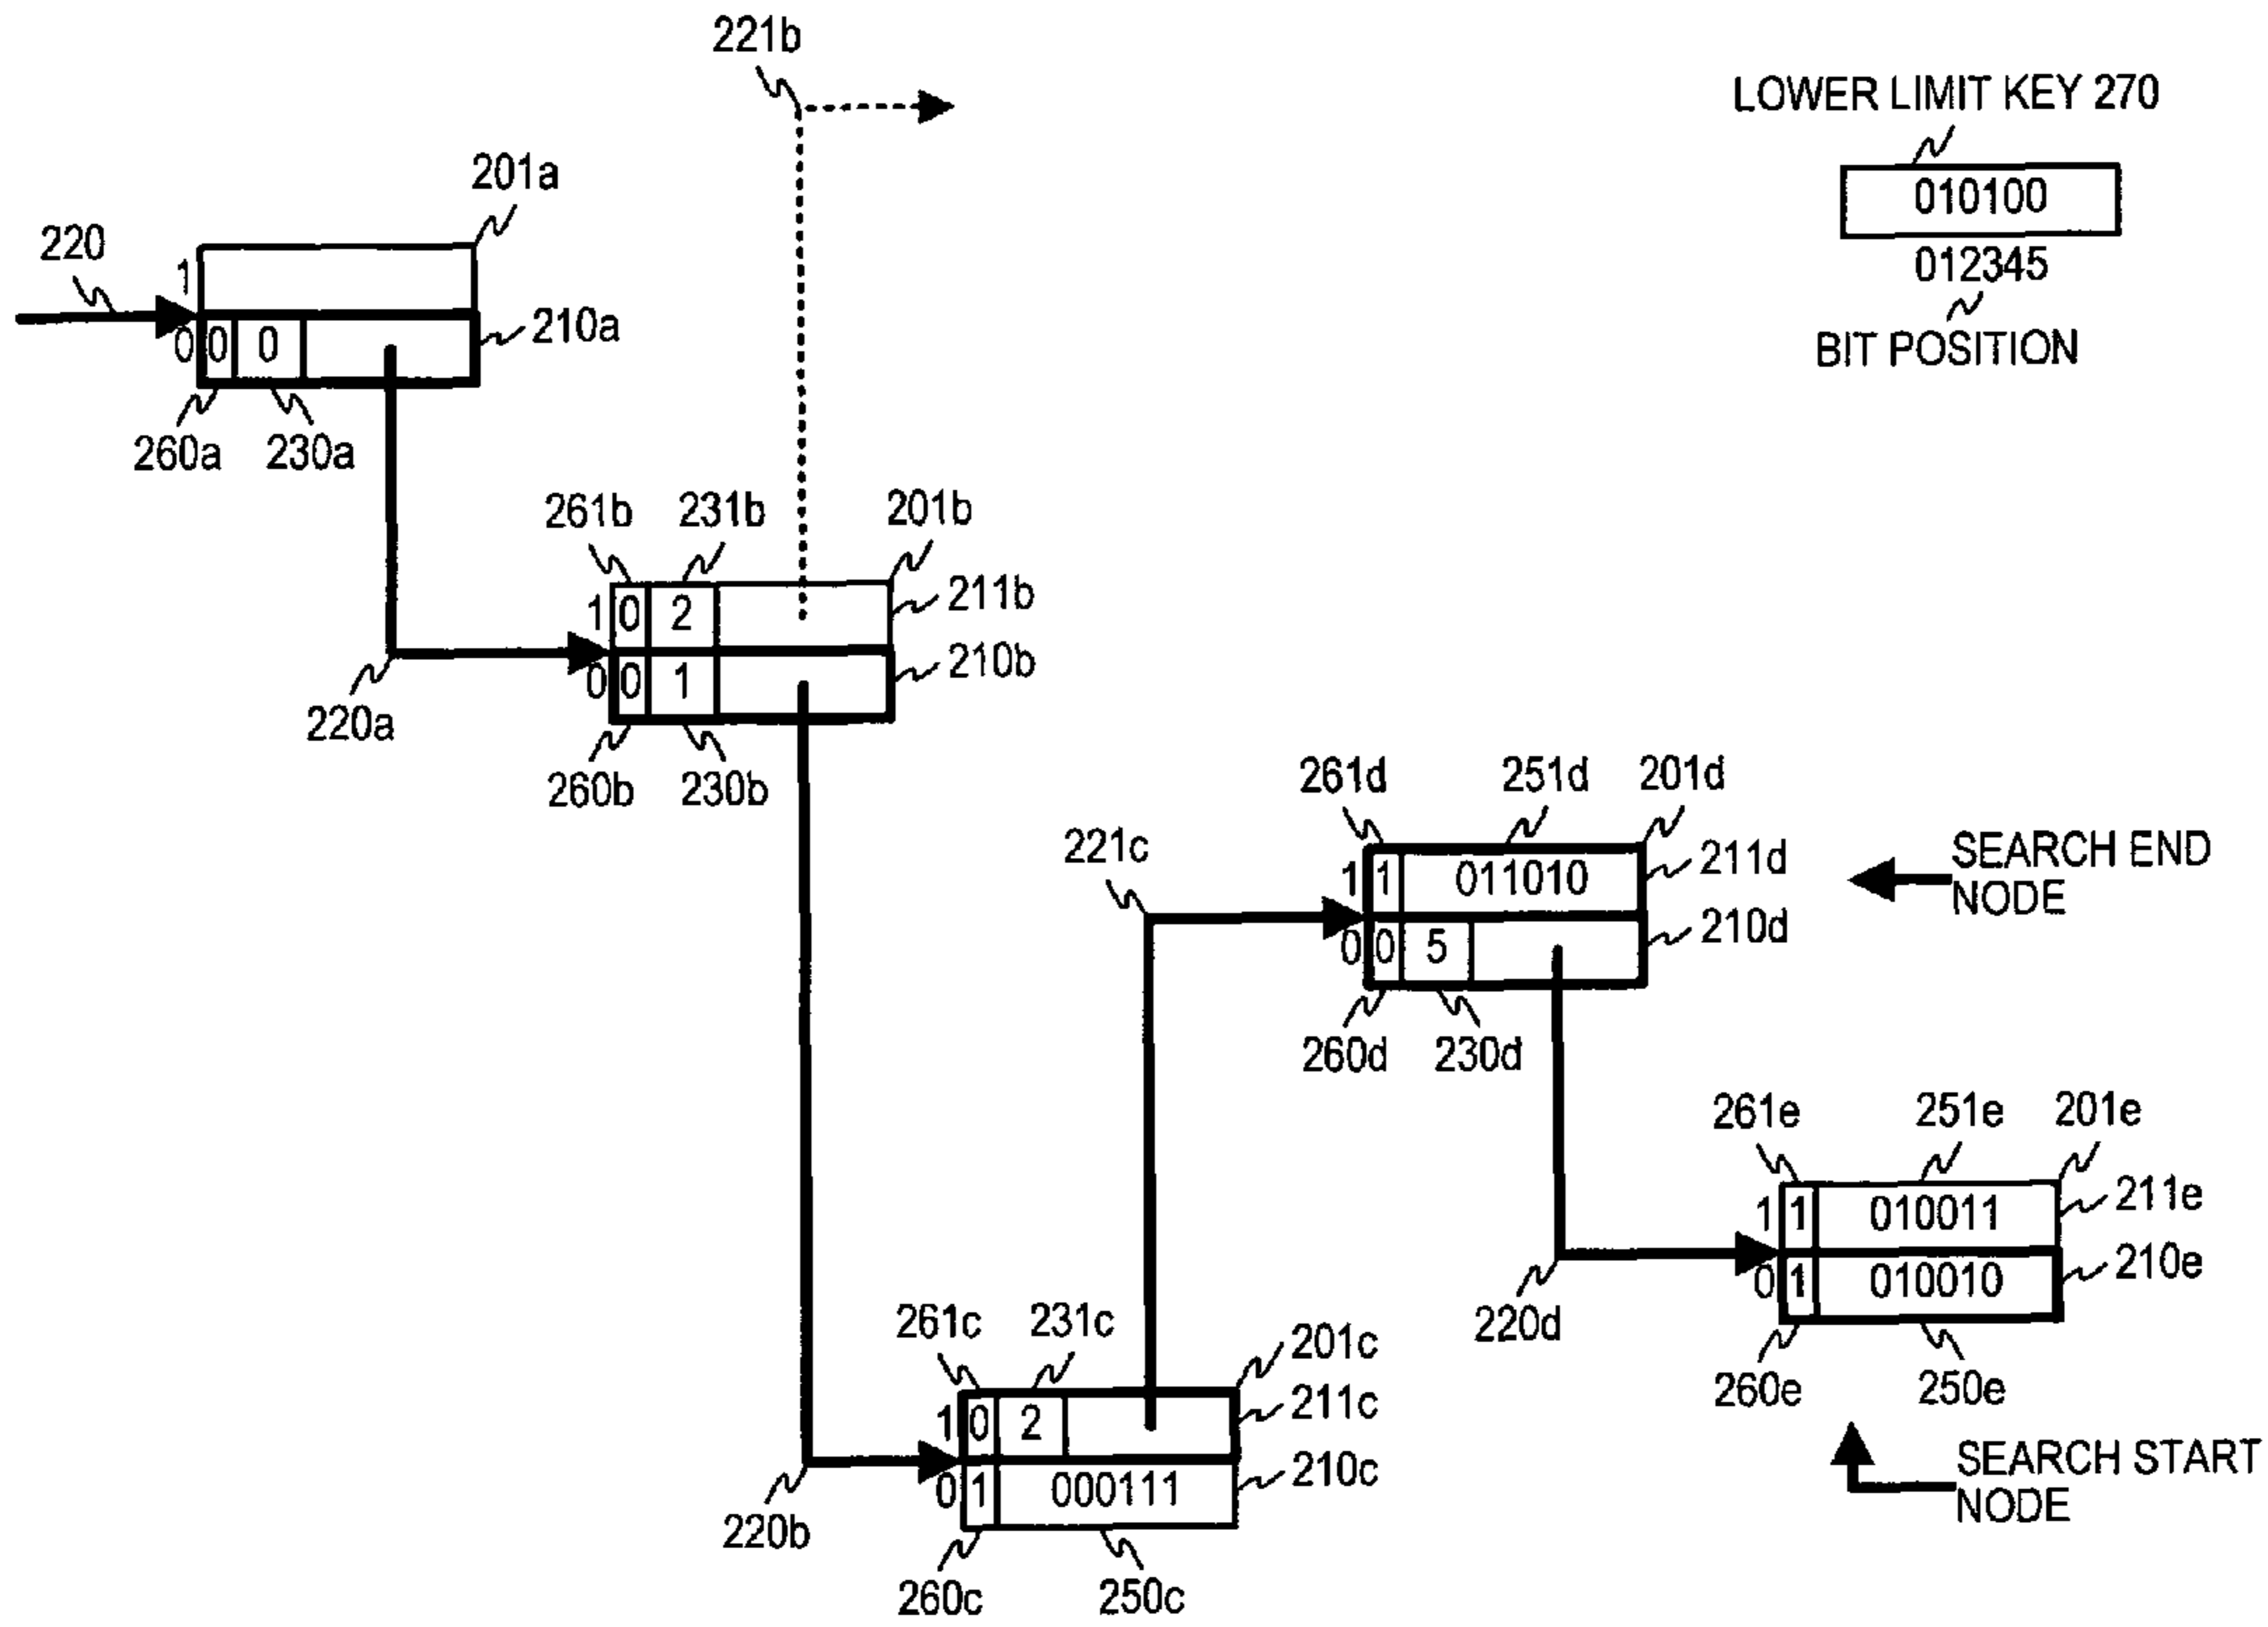 221b
LOWER LIMIT KEY 270
010100
012345
BIT POSITION
201a
220
1
210a
0 0 0
260a 230a
261b 231b 201b
1 0 2 211b
0 0 1 210b
220a
260b 230b
261d 251d 201d
221c
1 1 011010 211d
SEARCH END
NODE
0 0 5 210d
260d 230d
261e 251e 201e
1 1 010011 211e
0 1 010010 210e
220d
260e 250e
261c 231c 201c
1 0 2 211c
0 1 000111 210c
SEARCH START
NODE
220b
260c 250c